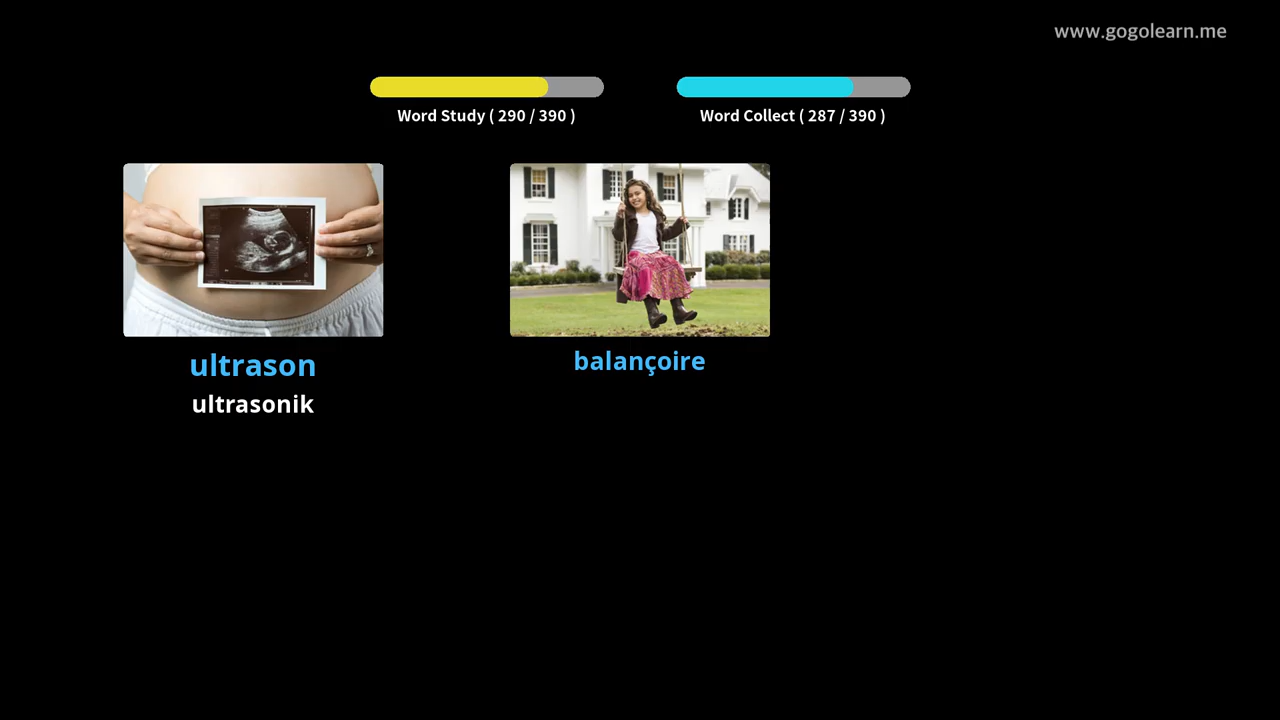 www.gogolearn.me
Word Study ( 290 / 390 )
Word Collect ( 287 / 390 )
ultrason
ultrasonik
balançoire